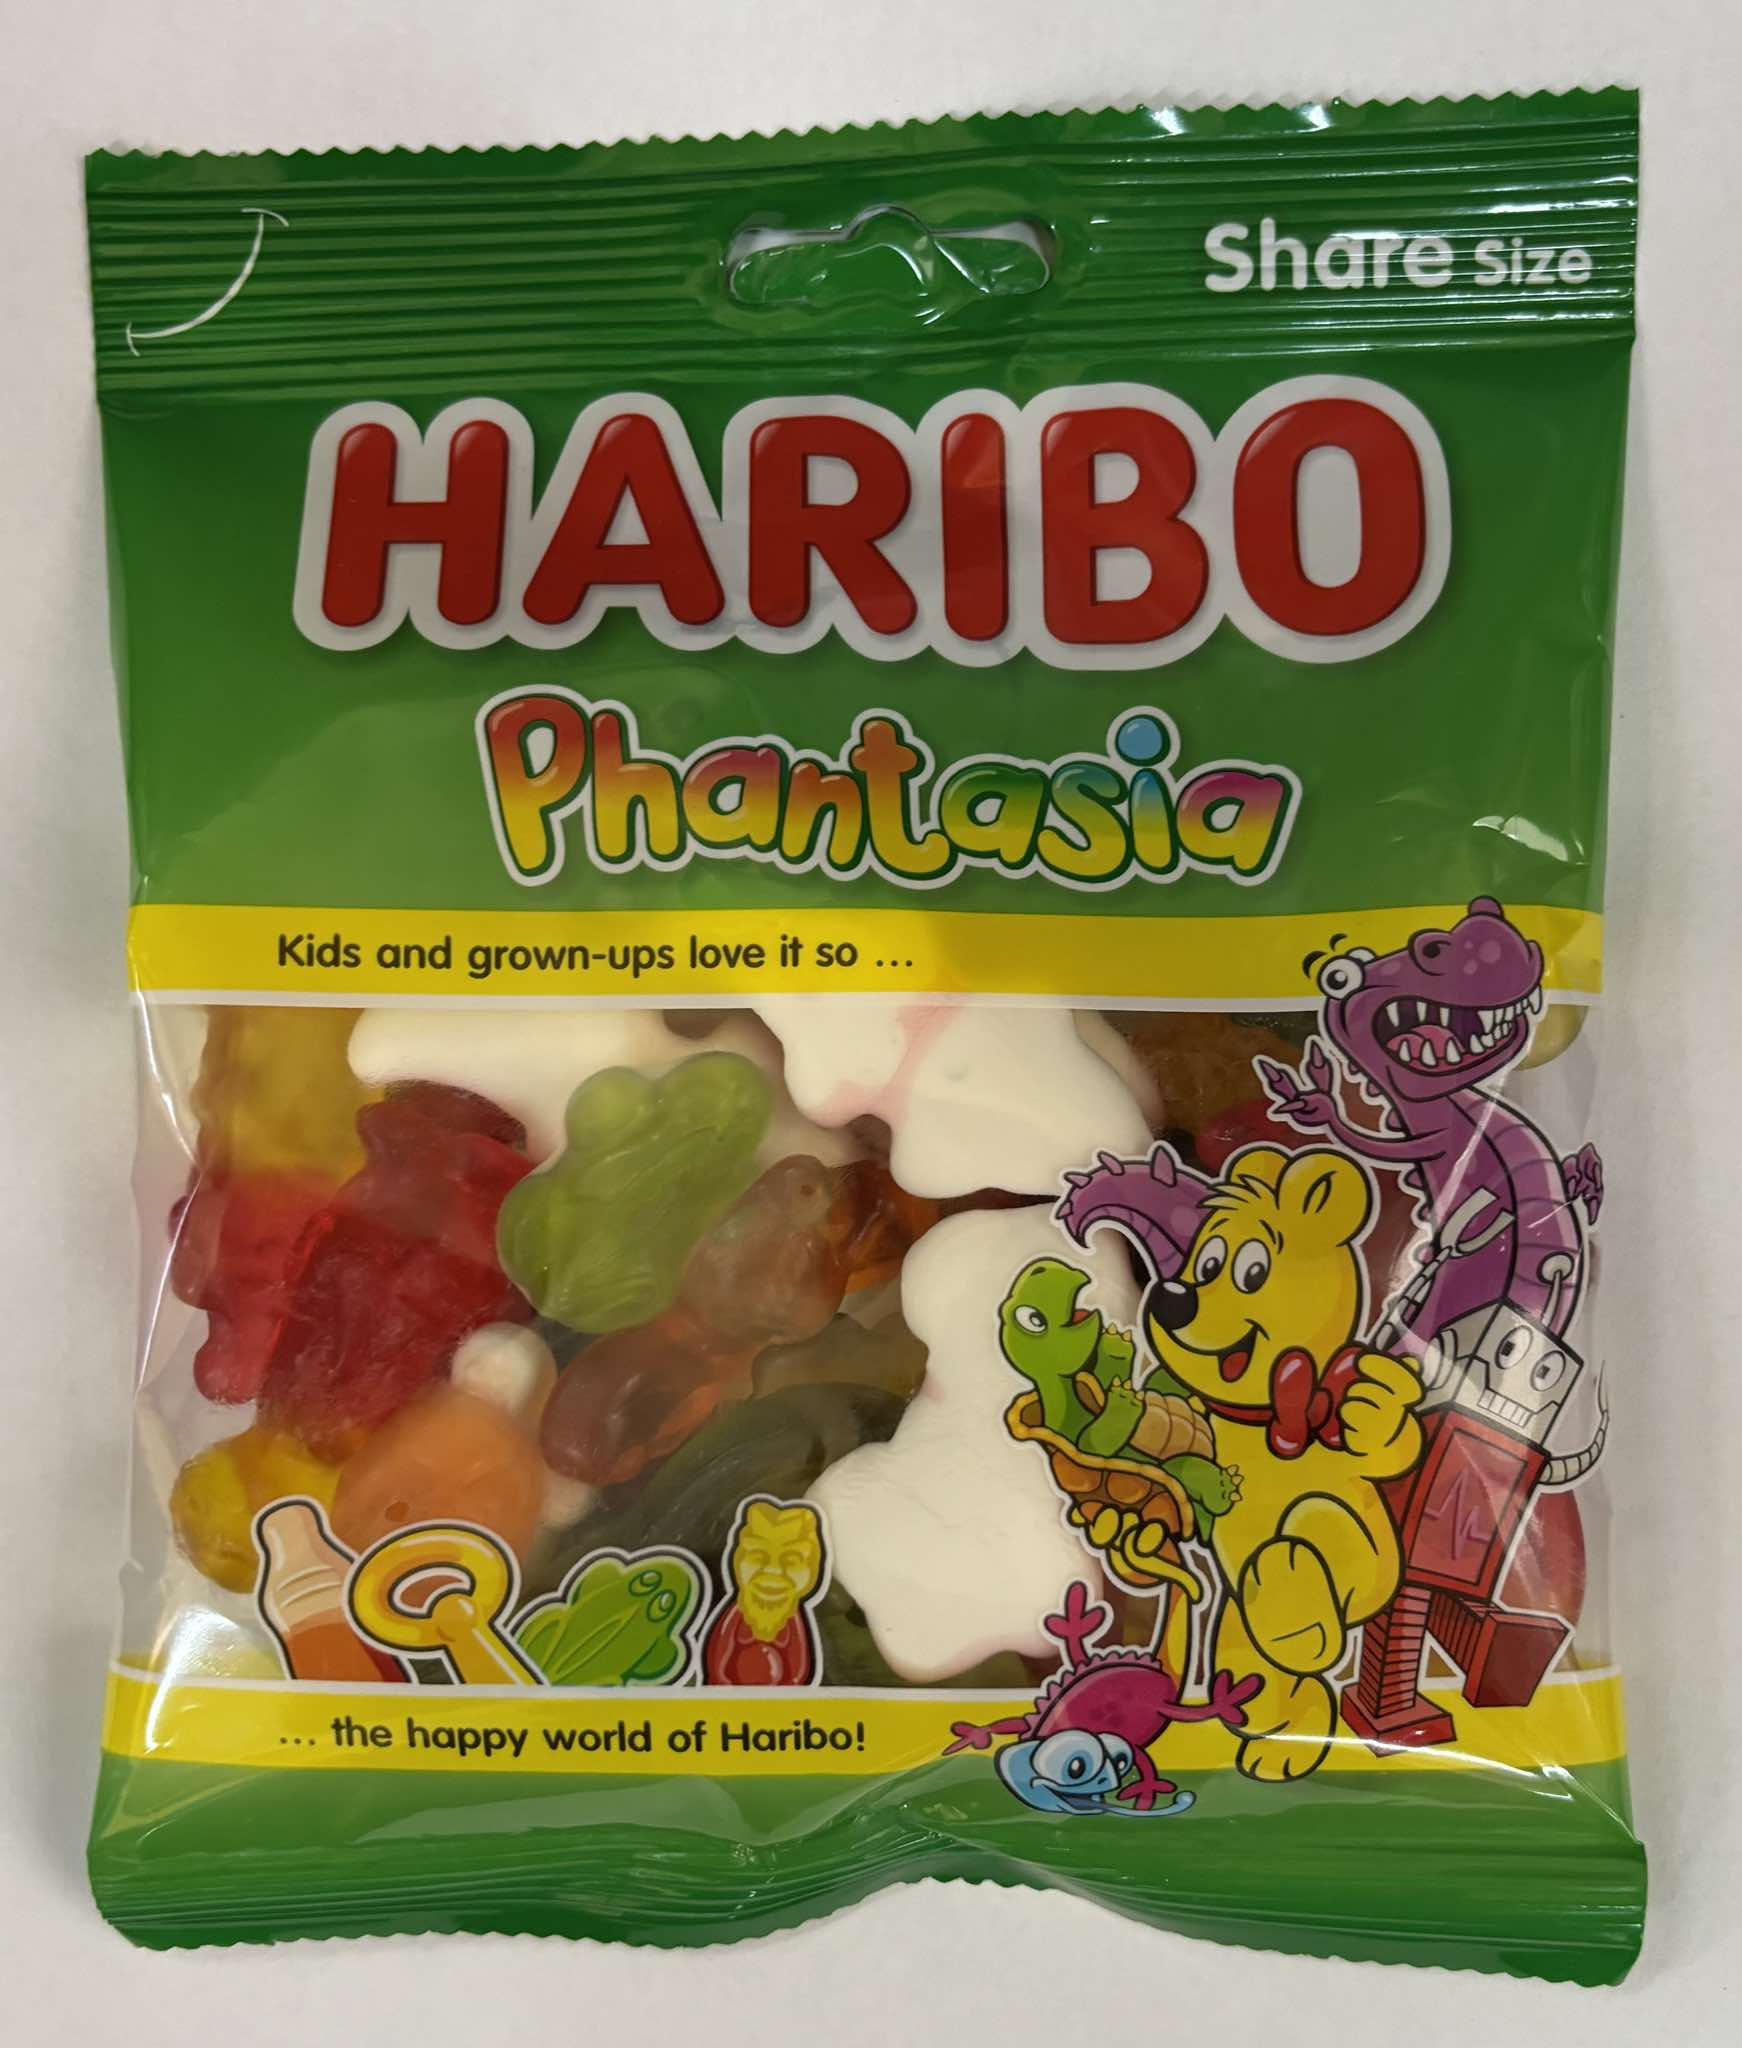 Share Size
HARIBO
Phantasia
Kids and grown-ups love it so ...
... the happy world of Haribo!